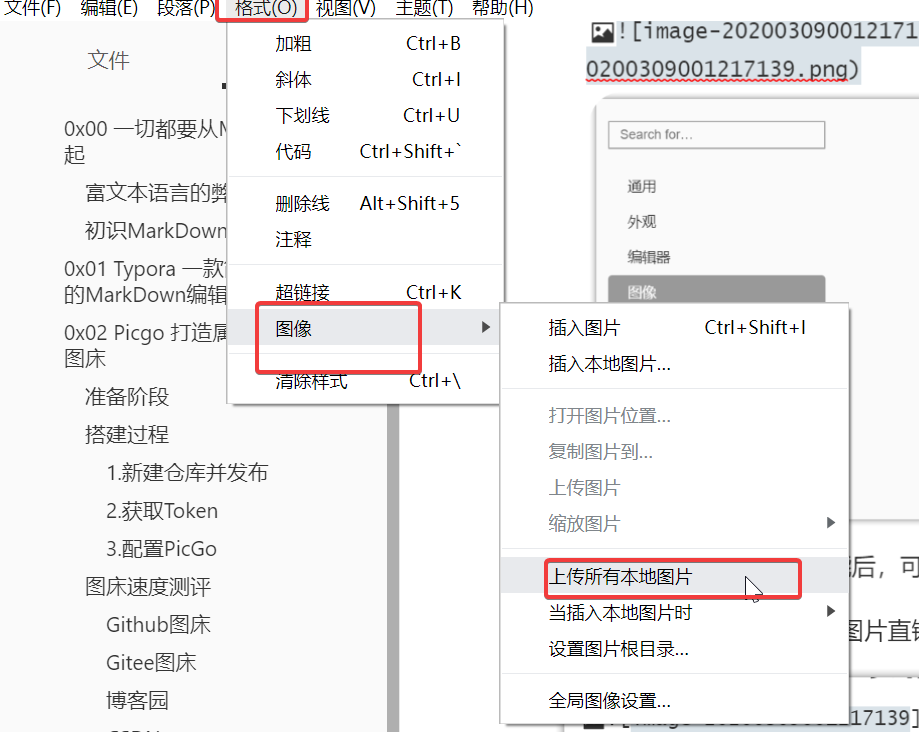 文件(F) 编辑(E) 段落(P) 格式(O) 视图(V) 主题(T) 帮助(H)
文件
0x00 一切都要从
起
富文本语言的弊
初识MarkDown
0x01 Typora 一款
的MarkDown编辑
0x02 Picgo 打造属
图床
准备阶段
搭建过程
1.新建仓库并发布
2.获取Token
3.配置PicGo
图床速度测评
Github图床
Gitee图床
博客园
加粗 Ctrl+B
斜体 Ctrl+I
下划线 Ctrl+U
代码 Ctrl+Shift+`
删除线 Alt+Shift+5
注释
超链接 Ctrl+K
图像
清除样式 Ctrl+\
插入图片 Ctrl+Shift+I
插入本地图片...
打开图片位置...
复制图片到...
上传图片
缩放图片
上传所有本地图片
当插入本地图片时
设置图片根目录...
全局图像设置...
![image-202003090012171
0200309001217139.png)
Search for...
通用
外观
编辑器
图像
后，可
图片直
17139]